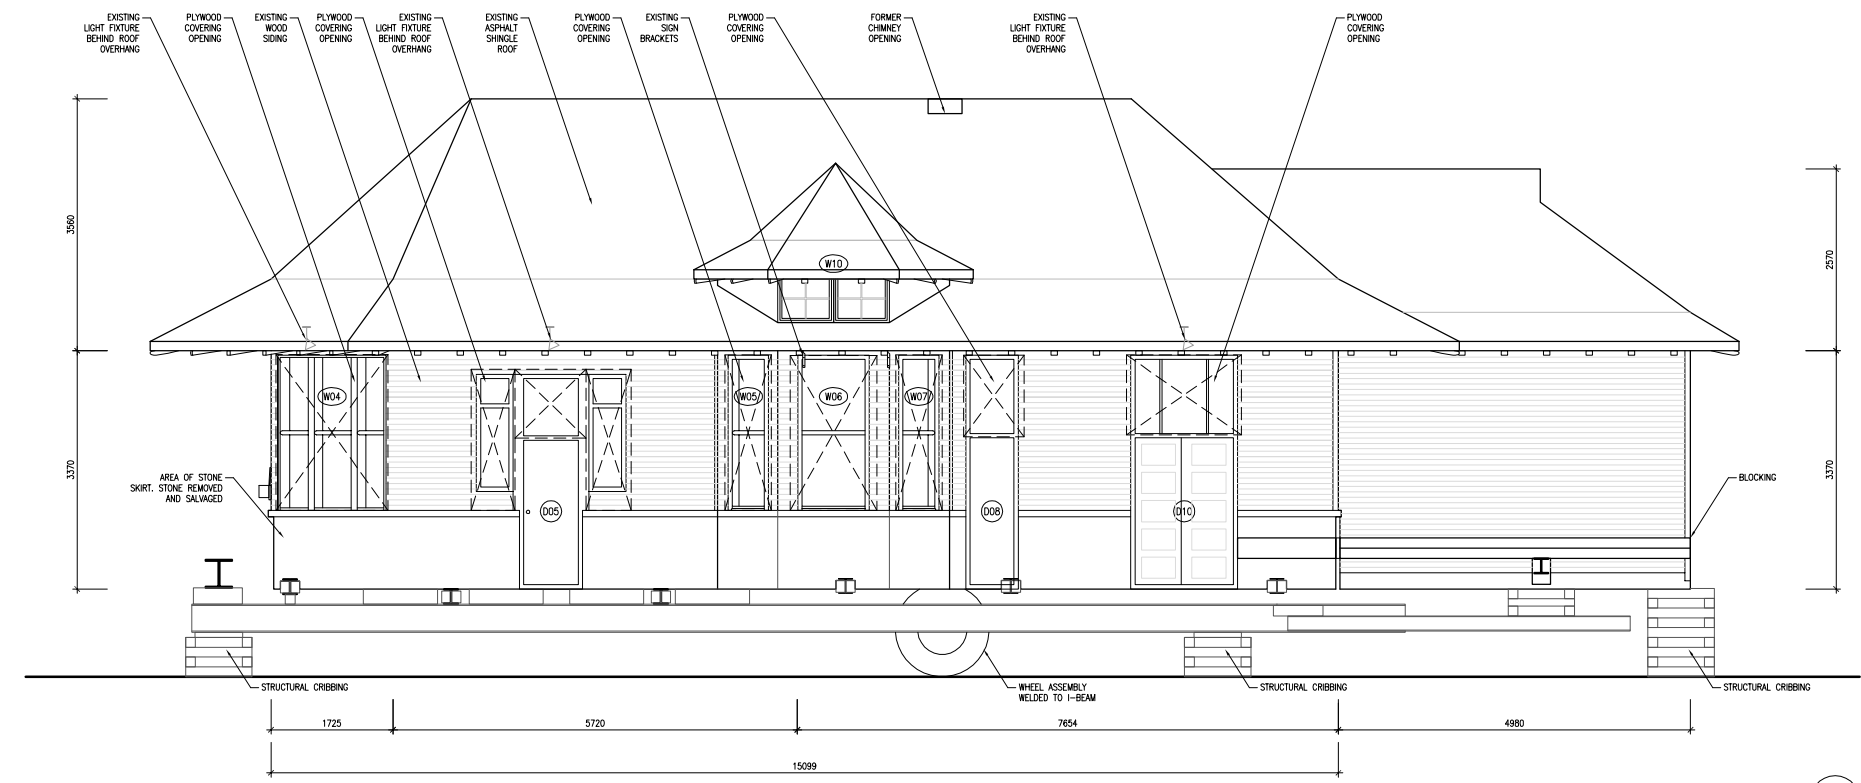 EXISTING
LIGHT FIXTURE
BEHIND ROOF
OVERHANG
PLYWOOD
COVERING
OPENING
EXISTING
WOOD
SIDING
PLYWOOD
COVERING
OPENING
EXISTING
LIGHT FIXTURE
BEHIND ROOF
OVERHANG
EXISTING
ASPHALT
SHINGLE
ROOF
PLYWOOD
COVERING
OPENING
EXISTING
SIGN
BRACKETS
PLYWOOD
COVERING
OPENING
FORMER
CHIMNEY
OPENING
EXISTING
LIGHT FIXTURE
BEHIND ROOF
OVERHANG
PLYWOOD
COVERING
OPENING
3560
2570
W10
W04
W05
W06
W07
3370
3370
AREA OF STONE
SKIRT. STONE REMOVED
AND SALVAGED
BLOCKING
D05
D08
D10
STRUCTURAL CRIBBING
WHEEL ASSEMBLY
WELDED TO I-BEAM
STRUCTURAL CRIBBING
STRUCTURAL CRIBBING
1725
5720
7654
4980
15099